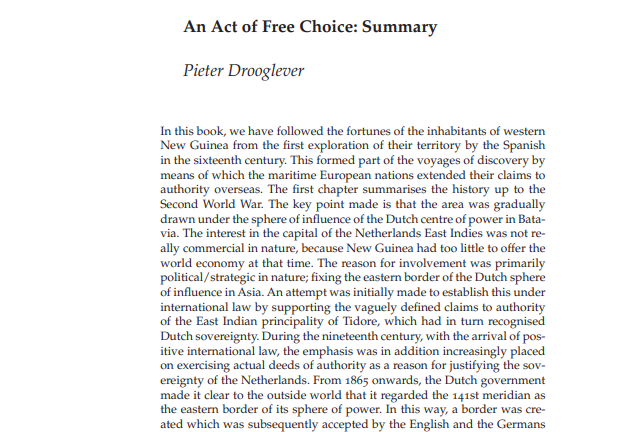 An Act of Free Choice: Summary
Pieter Drooglever
In this book, we have followed the fortunes of the inhabitants of western
New Guinea from the first exploration of their territory by the Spanish
in the sixteenth century. This formed part of the voyages of discovery by
means of which the maritime European nations extended their claims to
authority overseas. The first chapter summarises the history up to the
Second World War. The key point made is that the area was gradually
drawn under the sphere of influence of the Dutch centre of power in Bata-
via. The interest in the capital of the Netherlands East Indies was not re-
ally commercial in nature, because New Guinea had too little to offer the
world economy at that time. The reason for involvement was primarily
political/strategic in nature; fixing the eastern border of the Dutch sphere
of influence in Asia. An attempt was initially made to establish this under
international law by supporting the vaguely defined claims to authority
of the East Indian principality of Tidore, which had in turn recognised
Dutch sovereignty. During the nineteenth century, with the arrival of pos-
itive international law, the emphasis was in addition increasingly placed
on exercising actual deeds of authority as a reason for justifying the sov-
ereignty of the Netherlands. From 1865 onwards, the Dutch government
made it clear to the outside world that it regarded the 141st meridian as
the eastern border of its sphere of power. In this way, a border was cre-
ated which was subsequently accepted by the English and the Germans